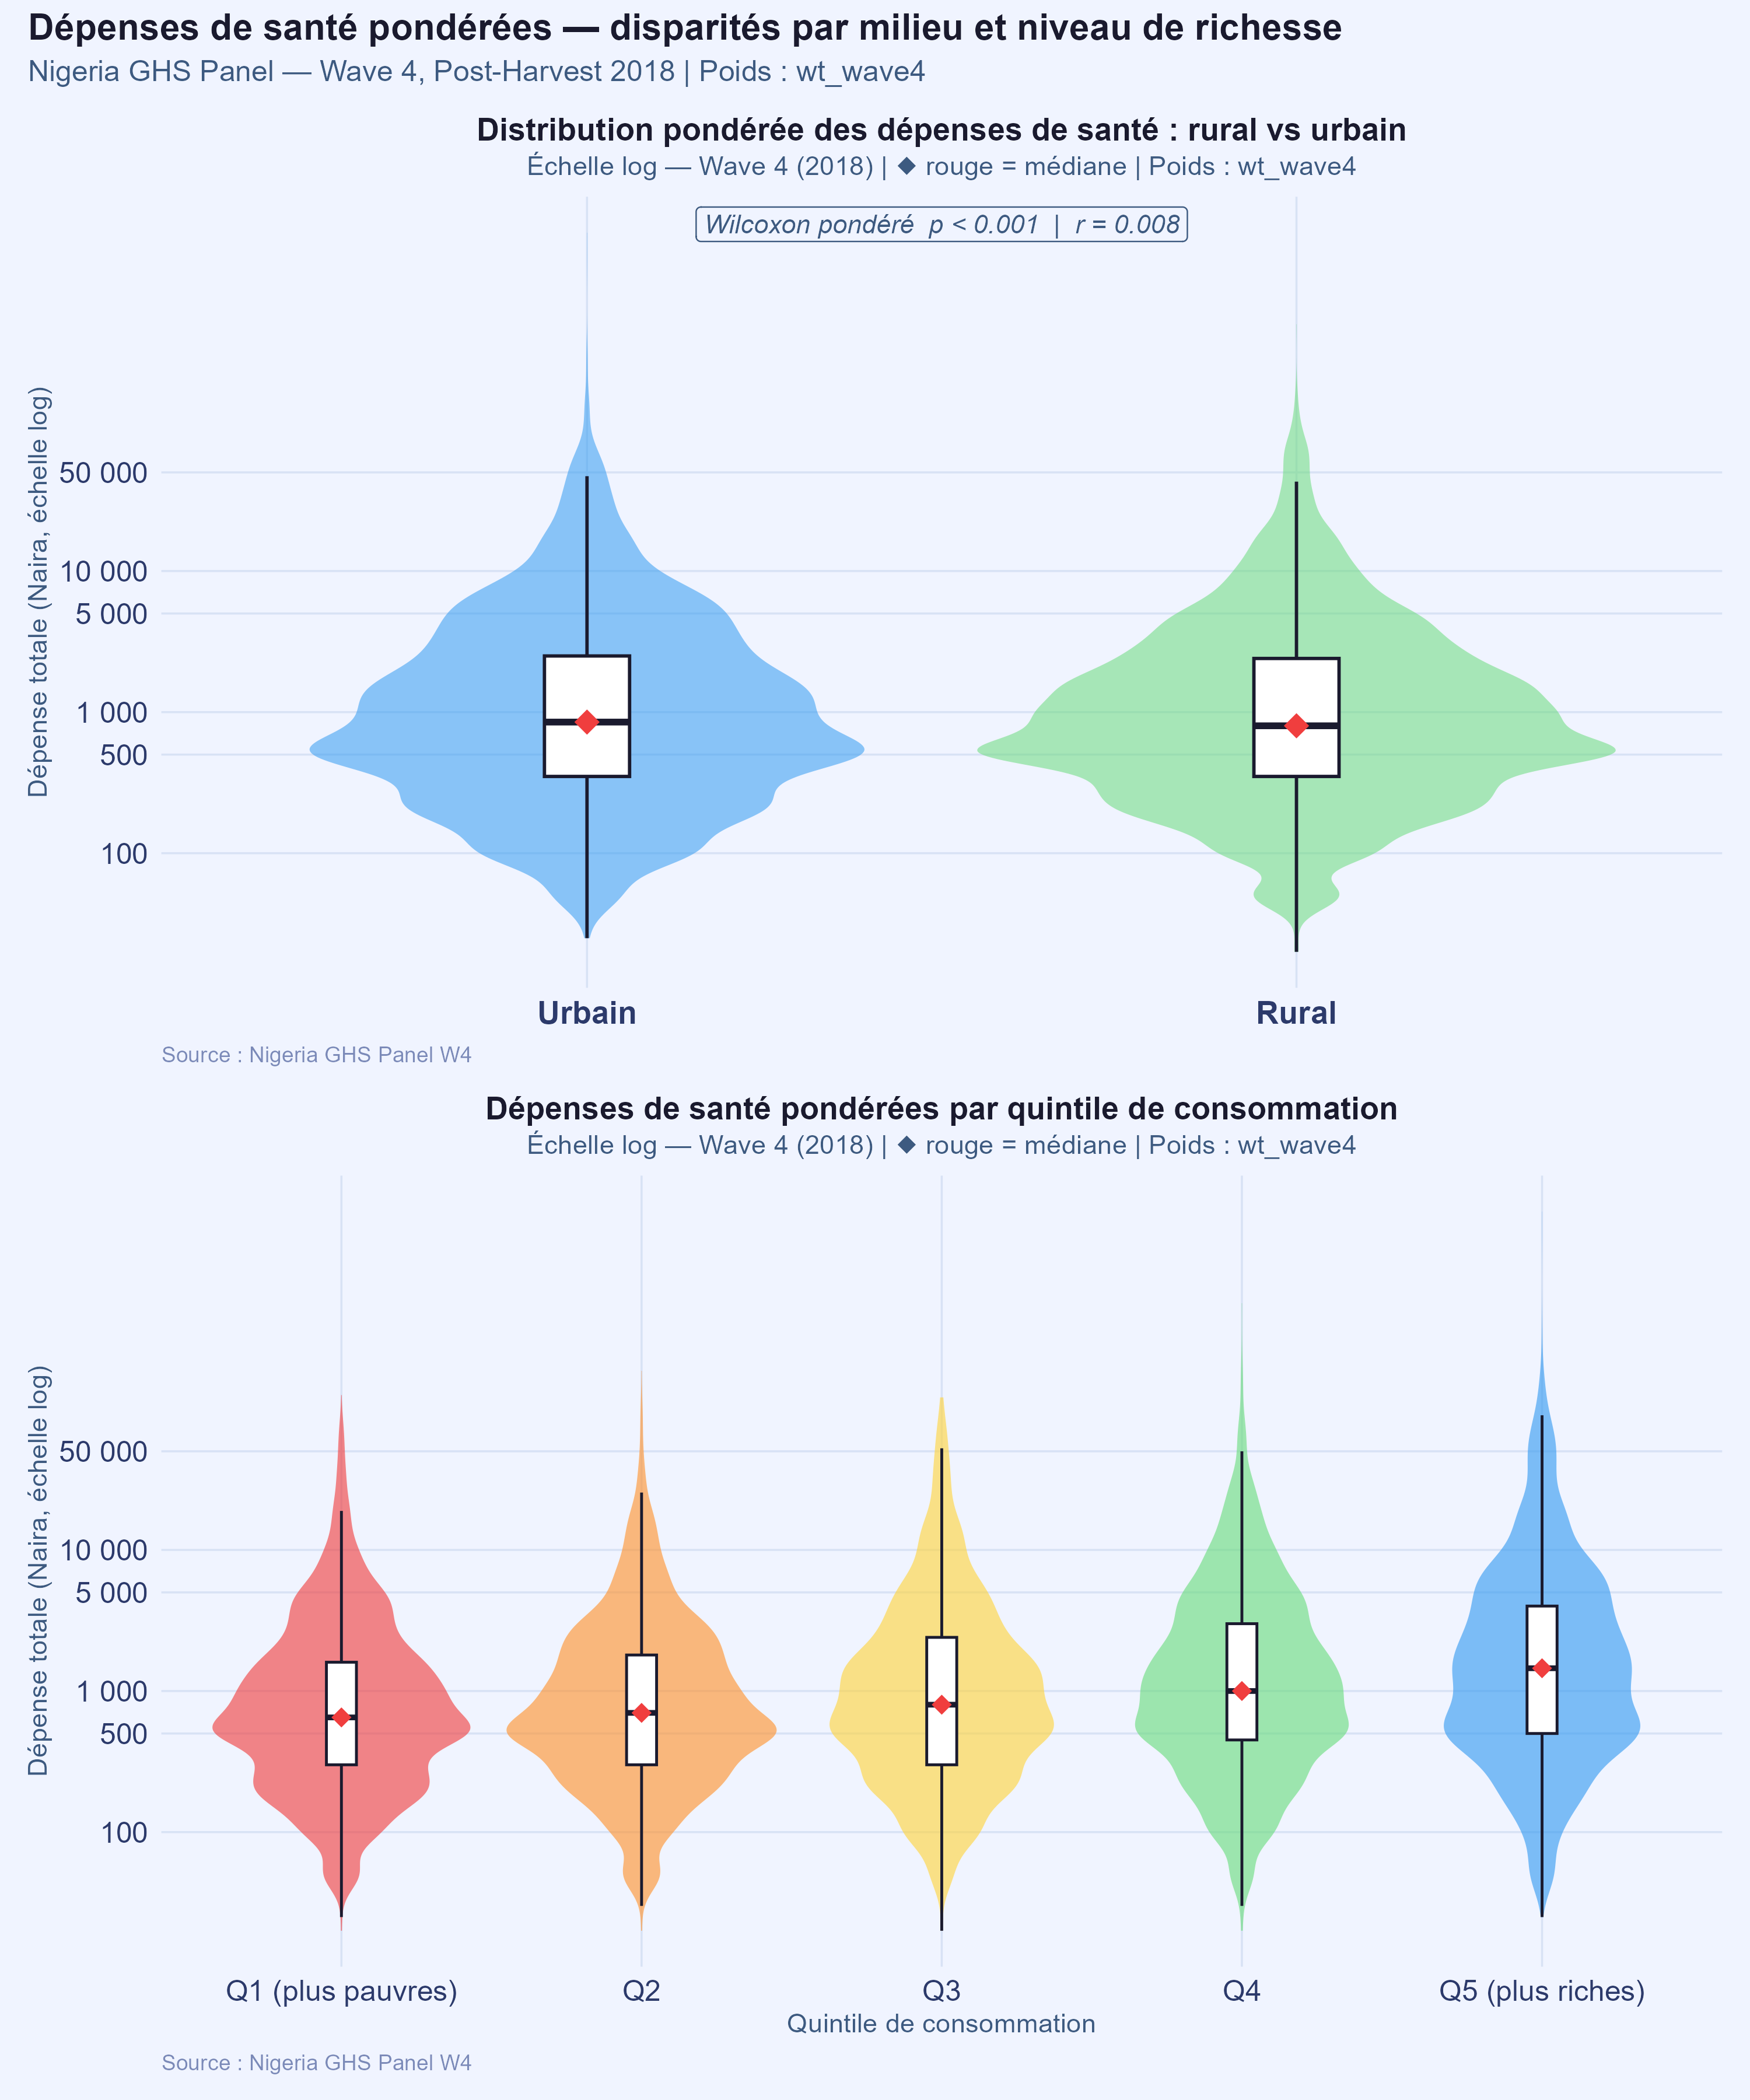 Dépenses de santé pondérées — disparités par milieu et niveau de richesse
Nigeria GHS Panel — Wave 4, Post-Harvest 2018 | Poids : wt_wave4
Distribution pondérée des dépenses de santé : rural vs urbain
Échelle log — Wave 4 (2018) | ◆ rouge = médiane | Poids : wt_wave4
Wilcoxon pondéré p < 0.001 | r = 0.008
Dépense totale (Naira, échelle log)
50 000
10 000
5 000
1 000
500
100
Urbain
Rural
Source : Nigeria GHS Panel W4
Dépenses de santé pondérées par quintile de consommation
Échelle log — Wave 4 (2018) | ◆ rouge = médiane | Poids : wt_wave4
Dépense totale (Naira, échelle log)
50 000
10 000
5 000
1 000
500
100
Q1 (plus pauvres)
Q2
Q3
Q4
Q5 (plus riches)
Quintile de consommation
Source : Nigeria GHS Panel W4